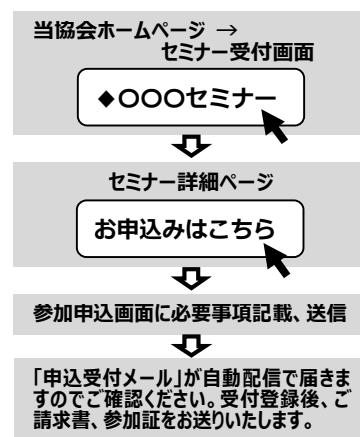 当協会ホームページ →
セミナー受付画面
◆○○○セミナー
セミナー詳細ページ
お申込みはこちら
参加申込画面に必要事項記載、送信
「申込受付メール」が自動配信で届きま
すのでご確認ください。受付登録後、ご
請求書、参加証をお送りいたします。